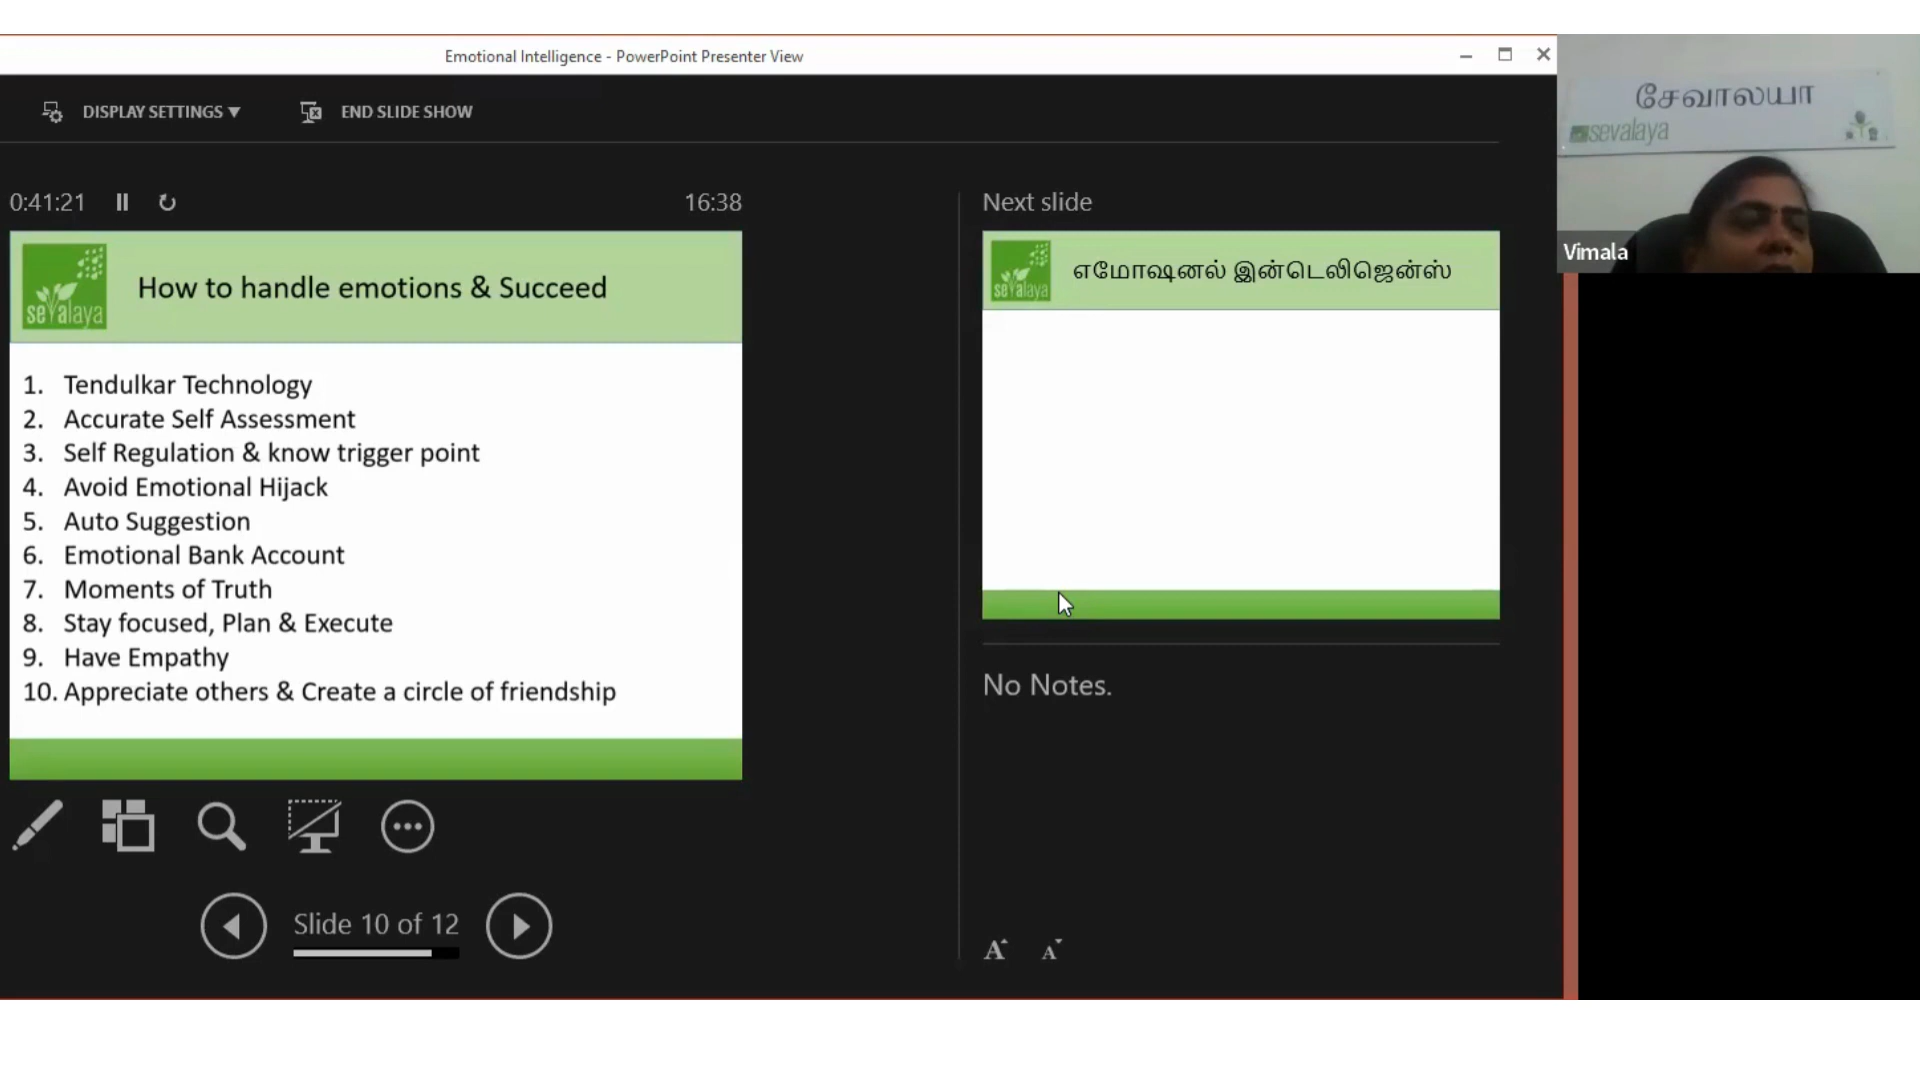 Emotional Intelligence - PowerPoint Presenter View
DISPLAY SETTINGS ▼
END SLIDE SHOW
சேவாலயா
sevalaya
Vimala
0:41:21
16:38
sevalaya
How to handle emotions & Succeed
1. Tendulkar Technology
2. Accurate Self Assessment
3. Self Regulation & know trigger point
4. Avoid Emotional Hijack
5. Auto Suggestion
6. Emotional Bank Account
7. Moments of Truth
8. Stay focused, Plan & Execute
9. Have Empathy
10. Appreciate others & Create a circle of friendship
Slide 10 of 12
Next slide
sevalaya
எமோஷனல் இன்டெலிஜென்ஸ்
No Notes.
A A